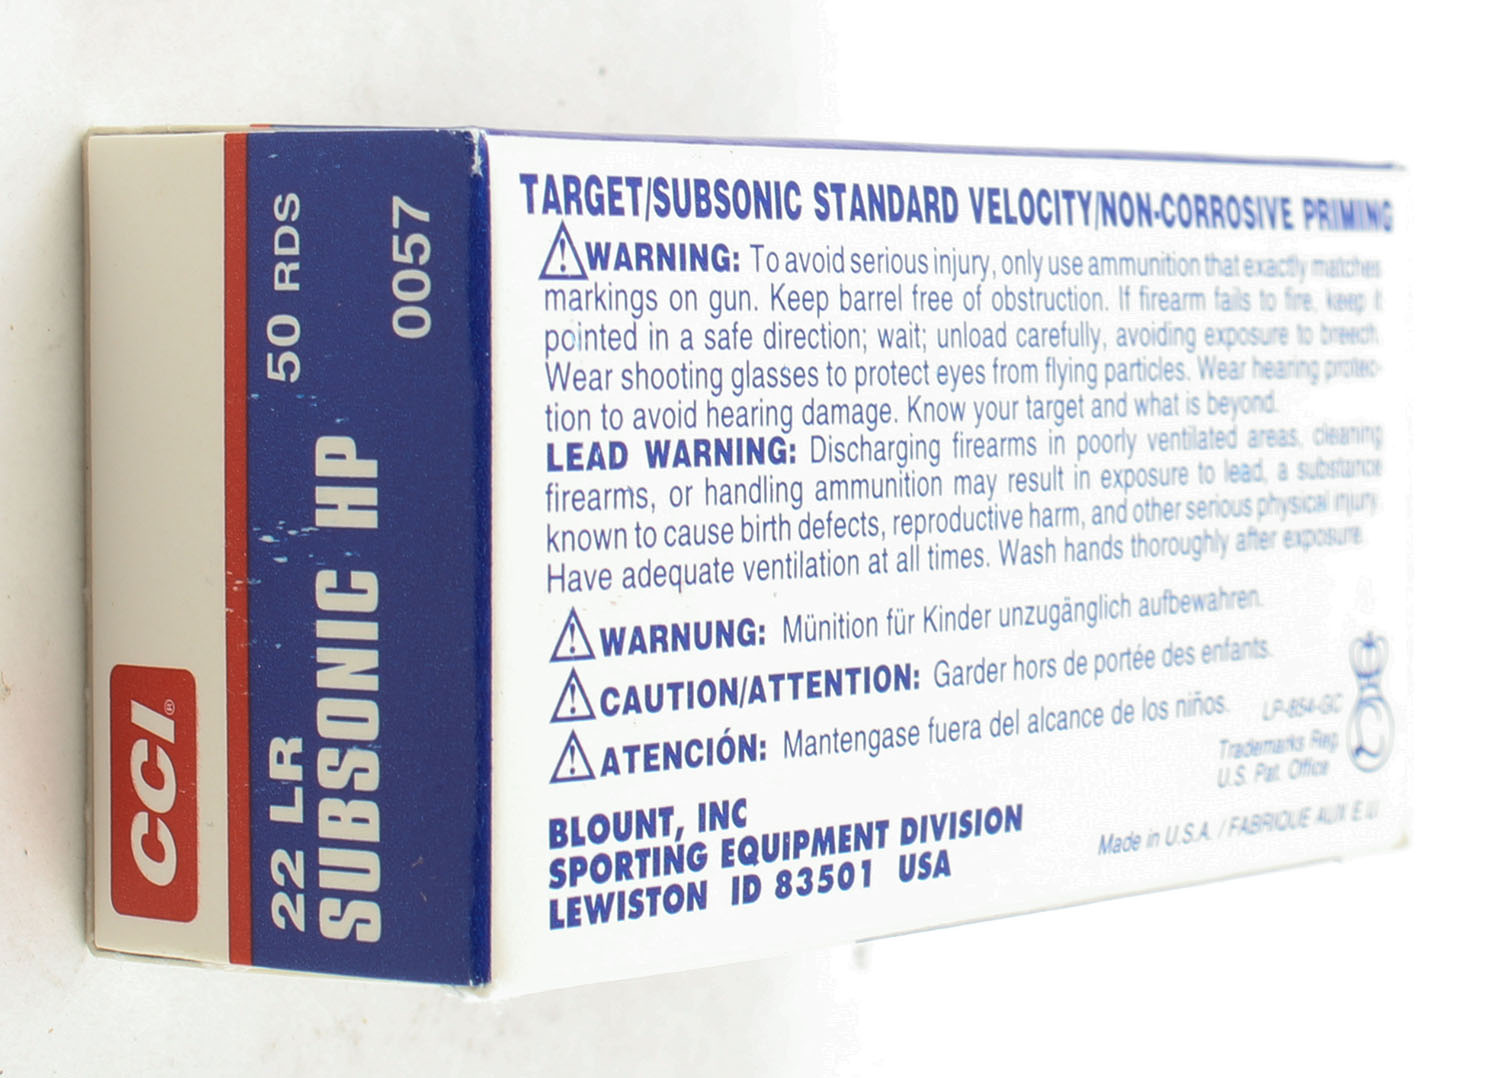 CCI®
22 LR 50 RDS
SUBSONIC HP
0057
TARGET/SUBSONIC STANDARD VELOCITY/NON-CORROSIVE PRIMING
WARNING: To avoid serious injury, only use ammunition that exactly matches
markings on gun. Keep barrel free of obstruction. If firearm fails to fire, keep it
pointed in a safe direction; wait; unload carefully, avoiding exposure to breech.
Wear shooting glasses to protect eyes from flying particles. Wear hearing protec-
tion to avoid hearing damage. Know your target and what is beyond.
LEAD WARNING: Discharging firearms in poorly ventilated areas, cleaning
firearms, or handling ammunition may result in exposure to lead, a substance
known to cause birth defects, reproductive harm, and other serious physical injury.
Have adequate ventilation at all times. Wash hands thoroughly after exposure.
WARNUNG: Münition für Kinder unzugänglich aufbewahren.
CAUTION/ATTENTION: Garder hors de portée des enfants.
ATENCIÓN: Mantengase fuera del alcance de los niños.
LP-854-GC
Trademarks Reg.
U.S. Pat. Office
BLOUNT, INC
SPORTING EQUIPMENT DIVISION
LEWISTON ID 83501 USA
Made in U.S.A. / FABRIQUE AUX E.U.